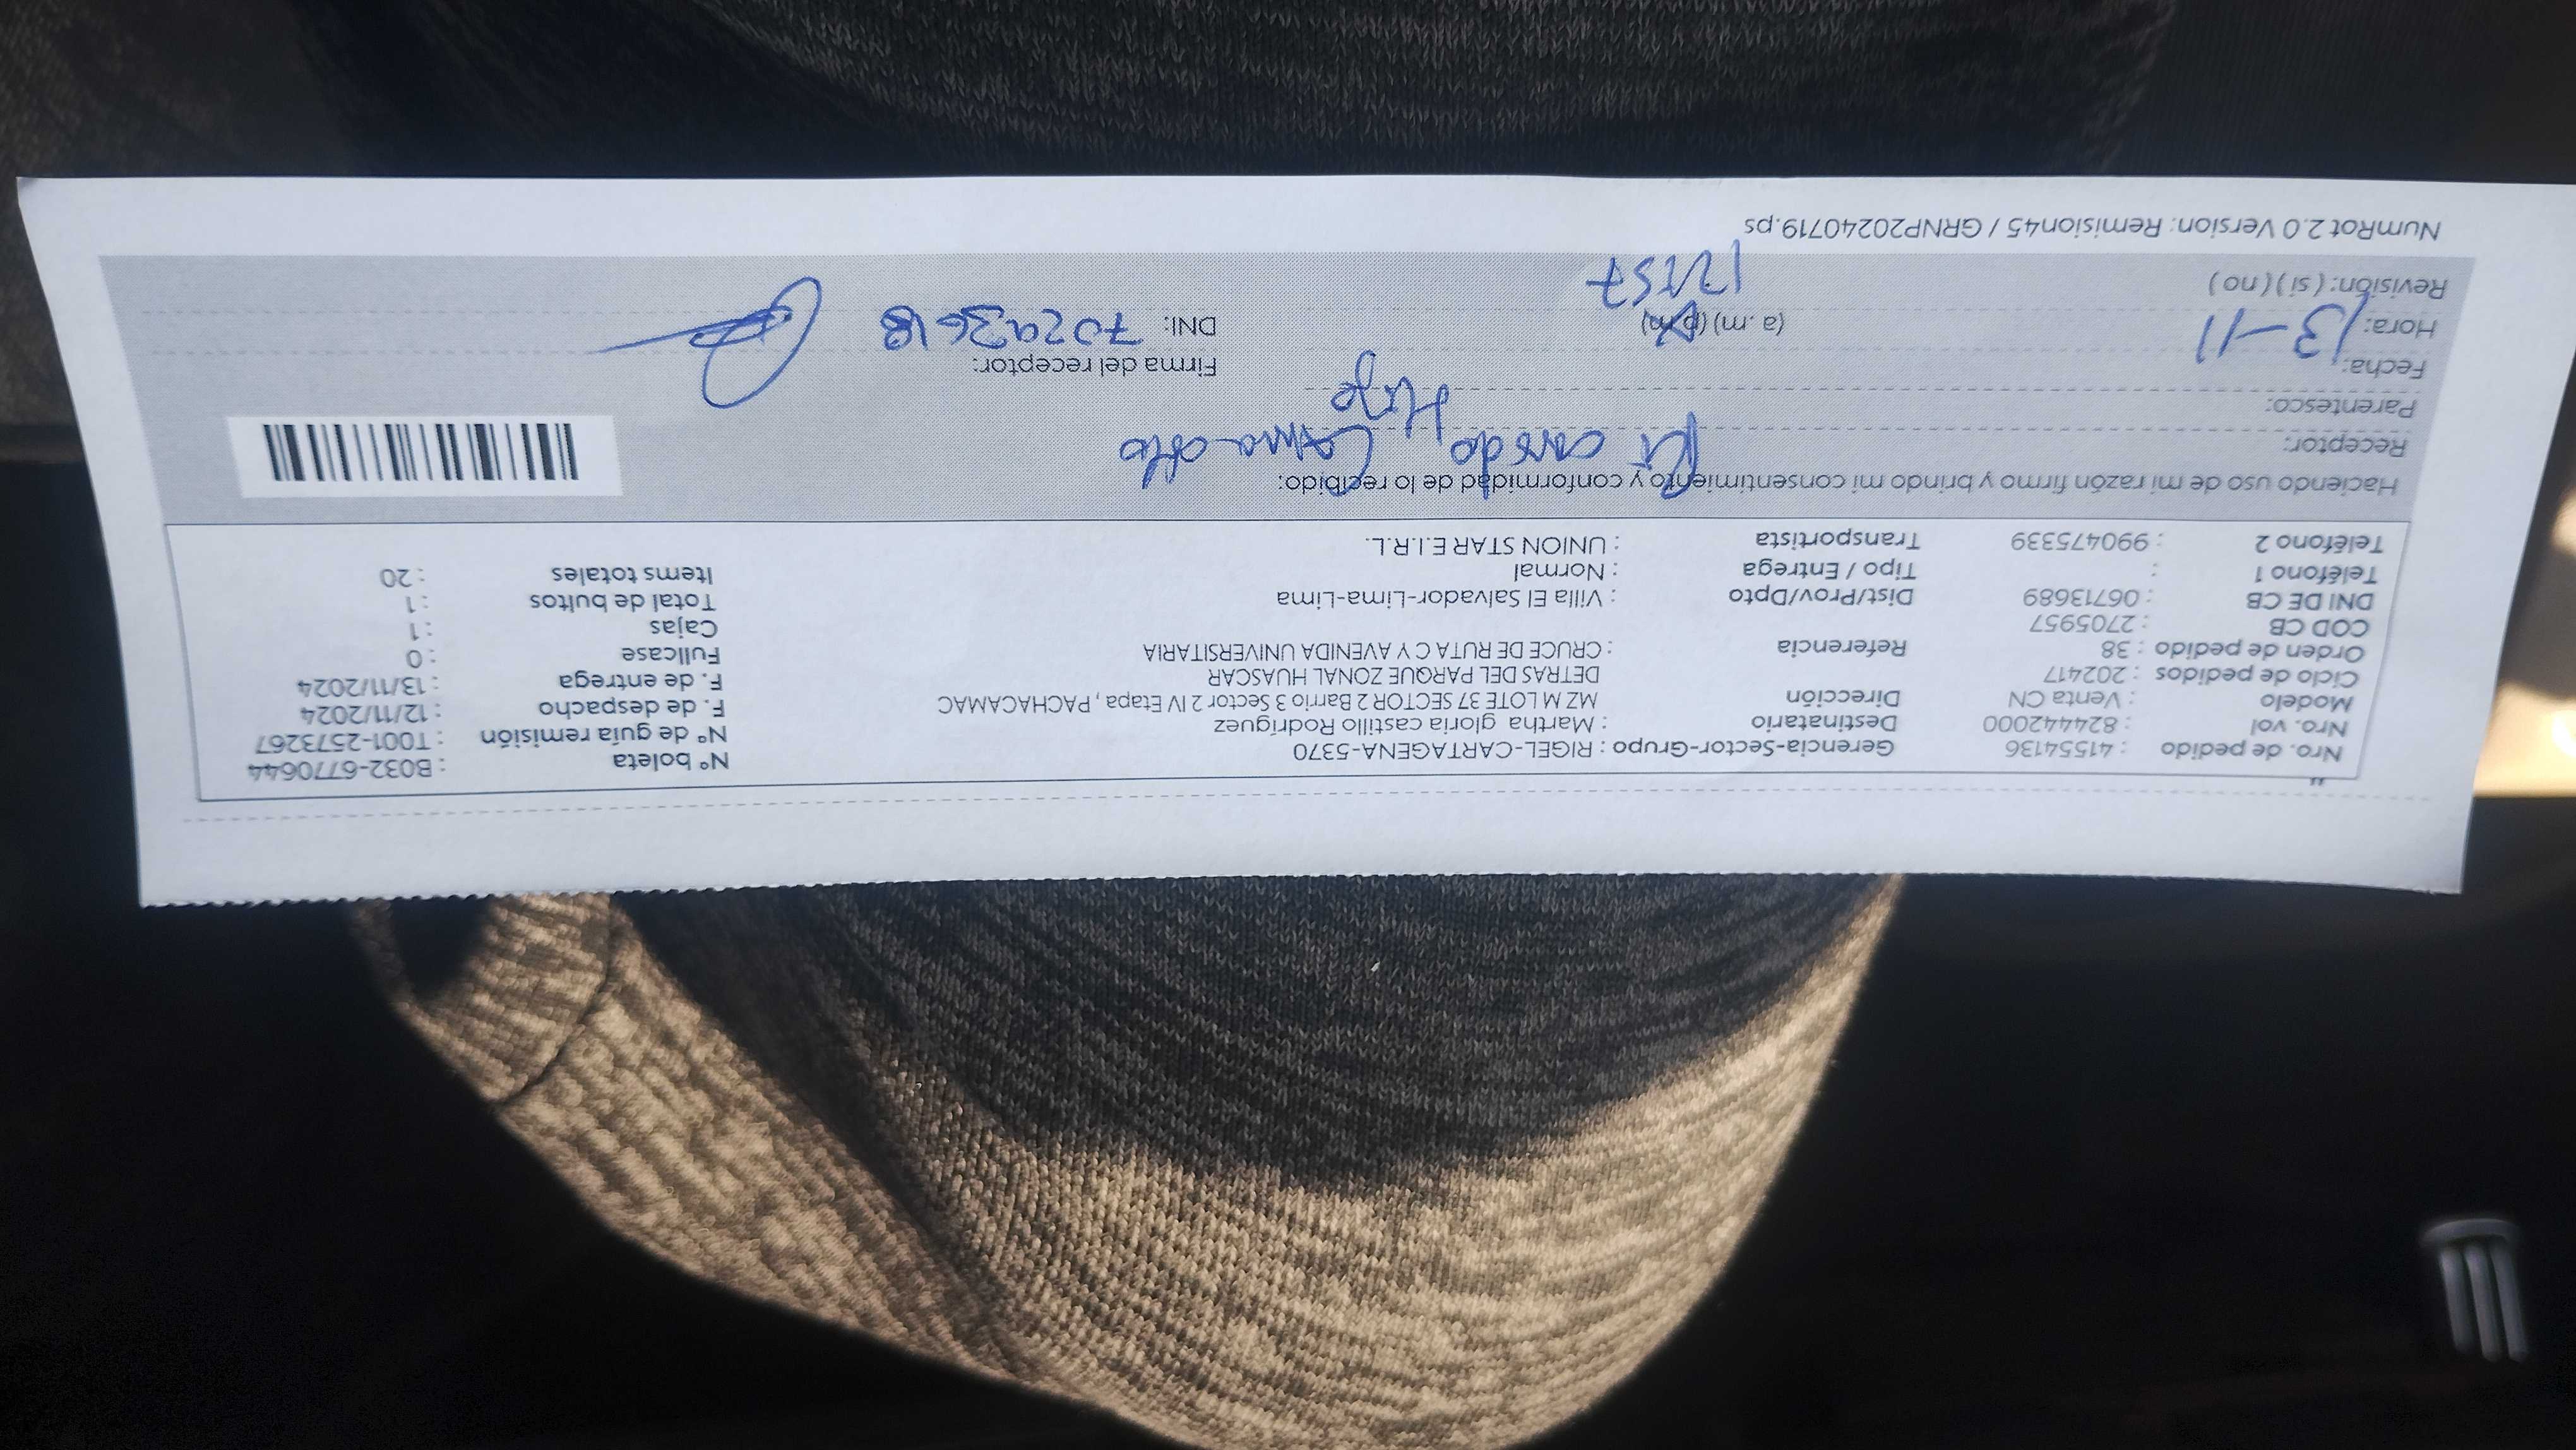 Nro. de pedido : 41554136
Nro. vol : 824442000
Modelo : Venta CN
Ciclo de pedidos : 202417
Orden de pedido : 38
COD CB : 2705957
DNI DE CB : 06713689
Teléfono 1 :
Teléfono 2 : 990475339
Gerencia-Sector-Grupo : RIGEL-CARTAGENA-5370
Destinatario : Martha gloria castillo Rodriguez
Dirección MZ M LOTE 37 SECTOR 2 Barrio 3 Sector 2 IV Etapa , PACHACAMAC
DETRAS DEL PARQUE ZONAL HUASCAR
Referencia : CRUCE DE RUTA C Y AVENIDA UNIVERSITARIA
Dist/Prov/Dpto : Villa El Salvador-Lima-Lima
Tipo / Entrega : Normal
Transportista : UNION STAR E.I.R.L.
Nº boleta : B032-6770644
Nº de guía remisión : T001-2573267
F. de despacho : 12/11/2024
F. de entrega : 13/11/2024
Fullcase : 0
Cajas : 1
Total de bultos : 1
Items totales : 20
Haciendo uso de mi razón firmo y brindo mi consentimiento y conformidad de lo recibido:
Receptor: Ricardo
Parentesco: Hijo
Fecha: 13-11
Hora: (a .m) (p.m)
12:57
Revisión: ( si ) ( no )
Firma del receptor:
DNI:
NumRot 2.0 Version: Remision45 / GRNP20240719.ps